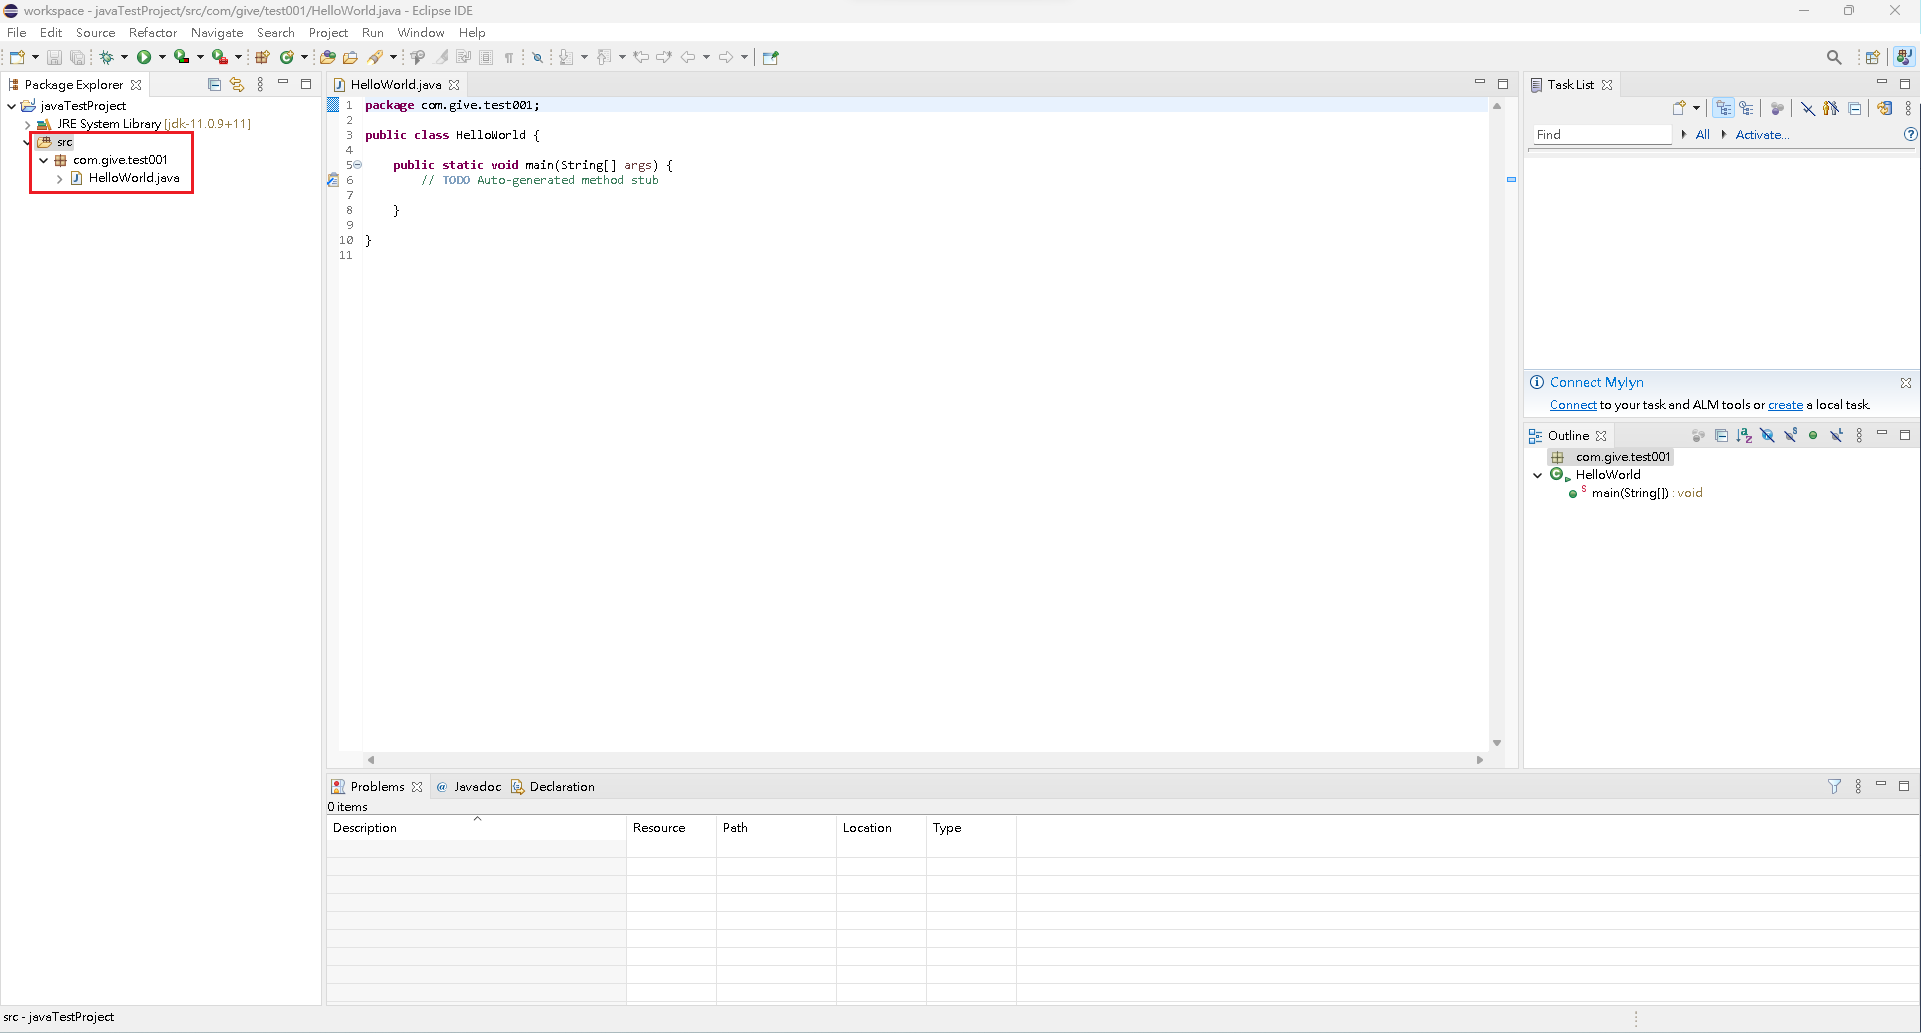 workspace - javaTestProject/src/com/give/test001/HelloWorld.java - Eclipse IDE
File Edit Source Refactor Navigate Search Project Run Window Help
Package Explorer
javaTestProject
JRE System Library [jdk-11.0.9+11]
src
com.give.test001
HelloWorld.java
HelloWorld.java
1 package com.give.test001;
2
3 public class HelloWorld {
4
5 public static void main(String[] args) {
6 // TODO Auto-generated method stub
7
8 }
9
10 }
11
Task List
Find All Activate...
Connect Mylyn
Connect to your task and ALM tools or create a local task.
Outline
com.give.test001
HelloWorld
main(String[]) : void
Problems Javadoc Declaration
0 items
Description Resource Path Location Type
src - javaTestProject